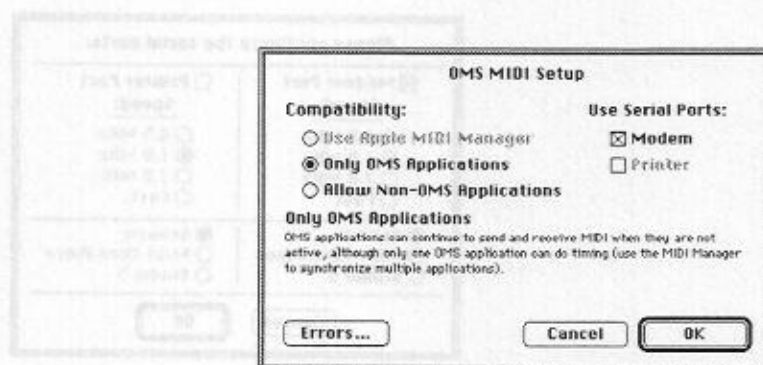 OMS MIDI Setup
Compatibility: Use Serial Ports:
Use Apple MIDI Manager Modem
Only OMS Applications Printer
Allow Non-OMS Applications
Only OMS Applications
OMS applications can continue to send and receive MIDI when they are not
active, although only one OMS application can do timing (use the MIDI Manager
to synchronize multiple applications).
Errors... Cancel OK